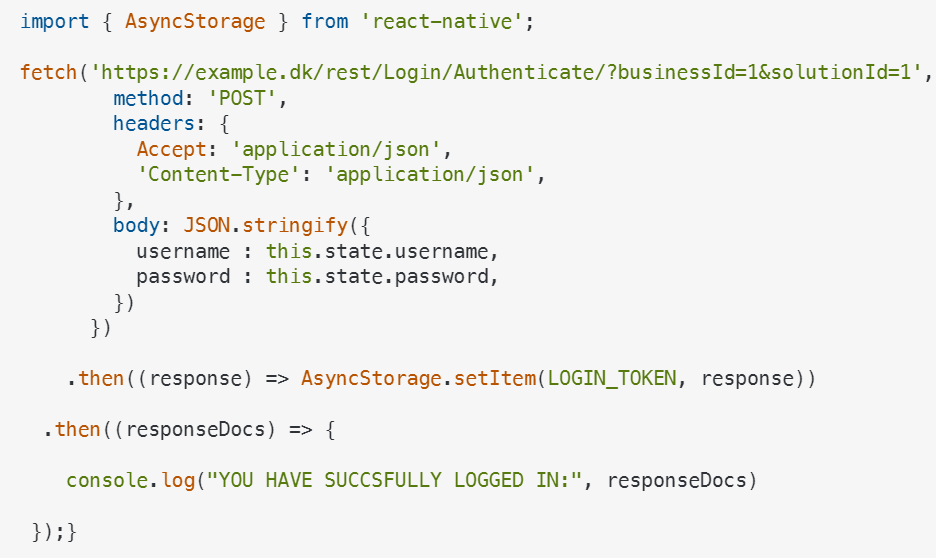 import { AsyncStorage } from 'react-native';
fetch('https://example.dk/rest/Login/Authenticate/?businessId=1&solutionId=1',
method: 'POST',
headers: {
Accept: 'application/json',
'Content-Type': 'application/json',
},
body: JSON.stringify({
username : this.state.username,
password : this.state.password,
})
})
.then((response) => AsyncStorage.setItem(LOGIN_TOKEN, response))
.then((responseDocs) => {
console.log("YOU HAVE SUCCSFULLY LOGGED IN:", responseDocs)
});}